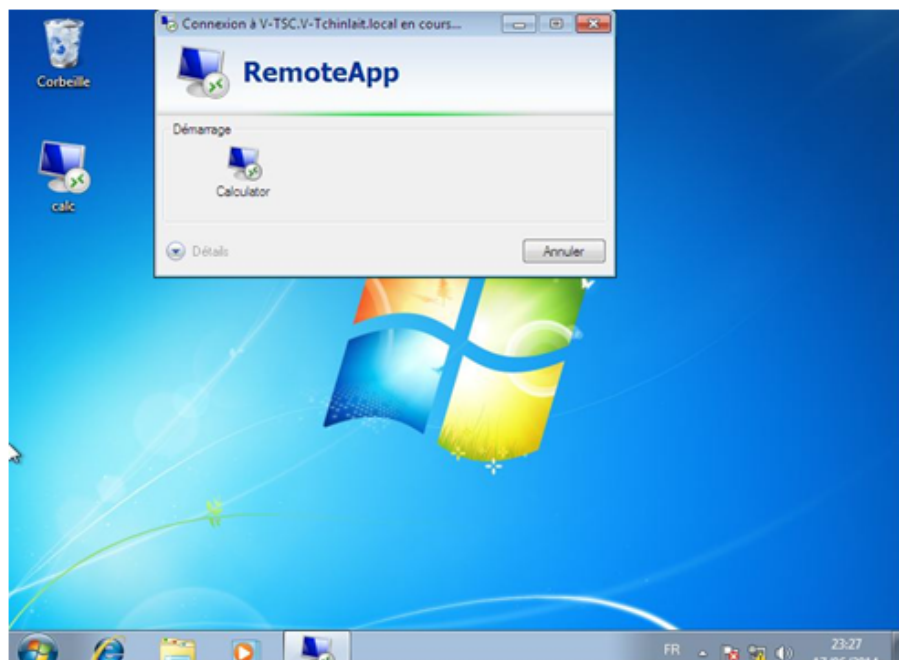 Connexion à V-TSC.V-Tchinlait.local en cours...
Corbeille
RemoteApp
Démarrage
Calculator
calc
Détails
Annuler
FR
23:27